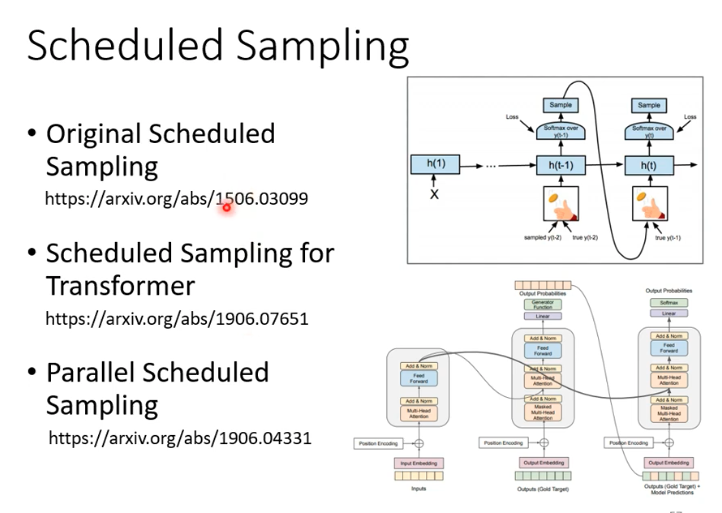 Scheduled Sampling
• Original Scheduled
Sampling
https://arxiv.org/abs/1506.03099
• Scheduled Sampling for
Transformer
https://arxiv.org/abs/1906.07651
• Parallel Scheduled
Sampling
https://arxiv.org/abs/1906.04331
Sample
Sample
Loss
Softmax over
y(t-1)
Softmax over
y(t)
Loss
h(1)
...
h(t-1)
h(t)
X
sampled y(t-2)
true y(t-2)
true y(t-1)
Output Probabilities
Generator
Function
Linear
Add & Norm
Feed
Forward
Add & Norm
Multi-Head
Attention
Add & Norm
Masked
Multi-Head
Attention
Position Encoding
Output Embedding
Outputs (Gold Target)
Add & Norm
Feed
Forward
Add & Norm
Multi-Head
Attention
Position Encoding
Input Embedding
Inputs
Output Probabilities
Softmax
Linear
Add & Norm
Feed
Forward
Add & Norm
Multi-Head
Attention
Add & Norm
Masked
Multi-Head
Attention
Position Encoding
Output Embedding
Outputs (Gold Target) +
Model Predictions